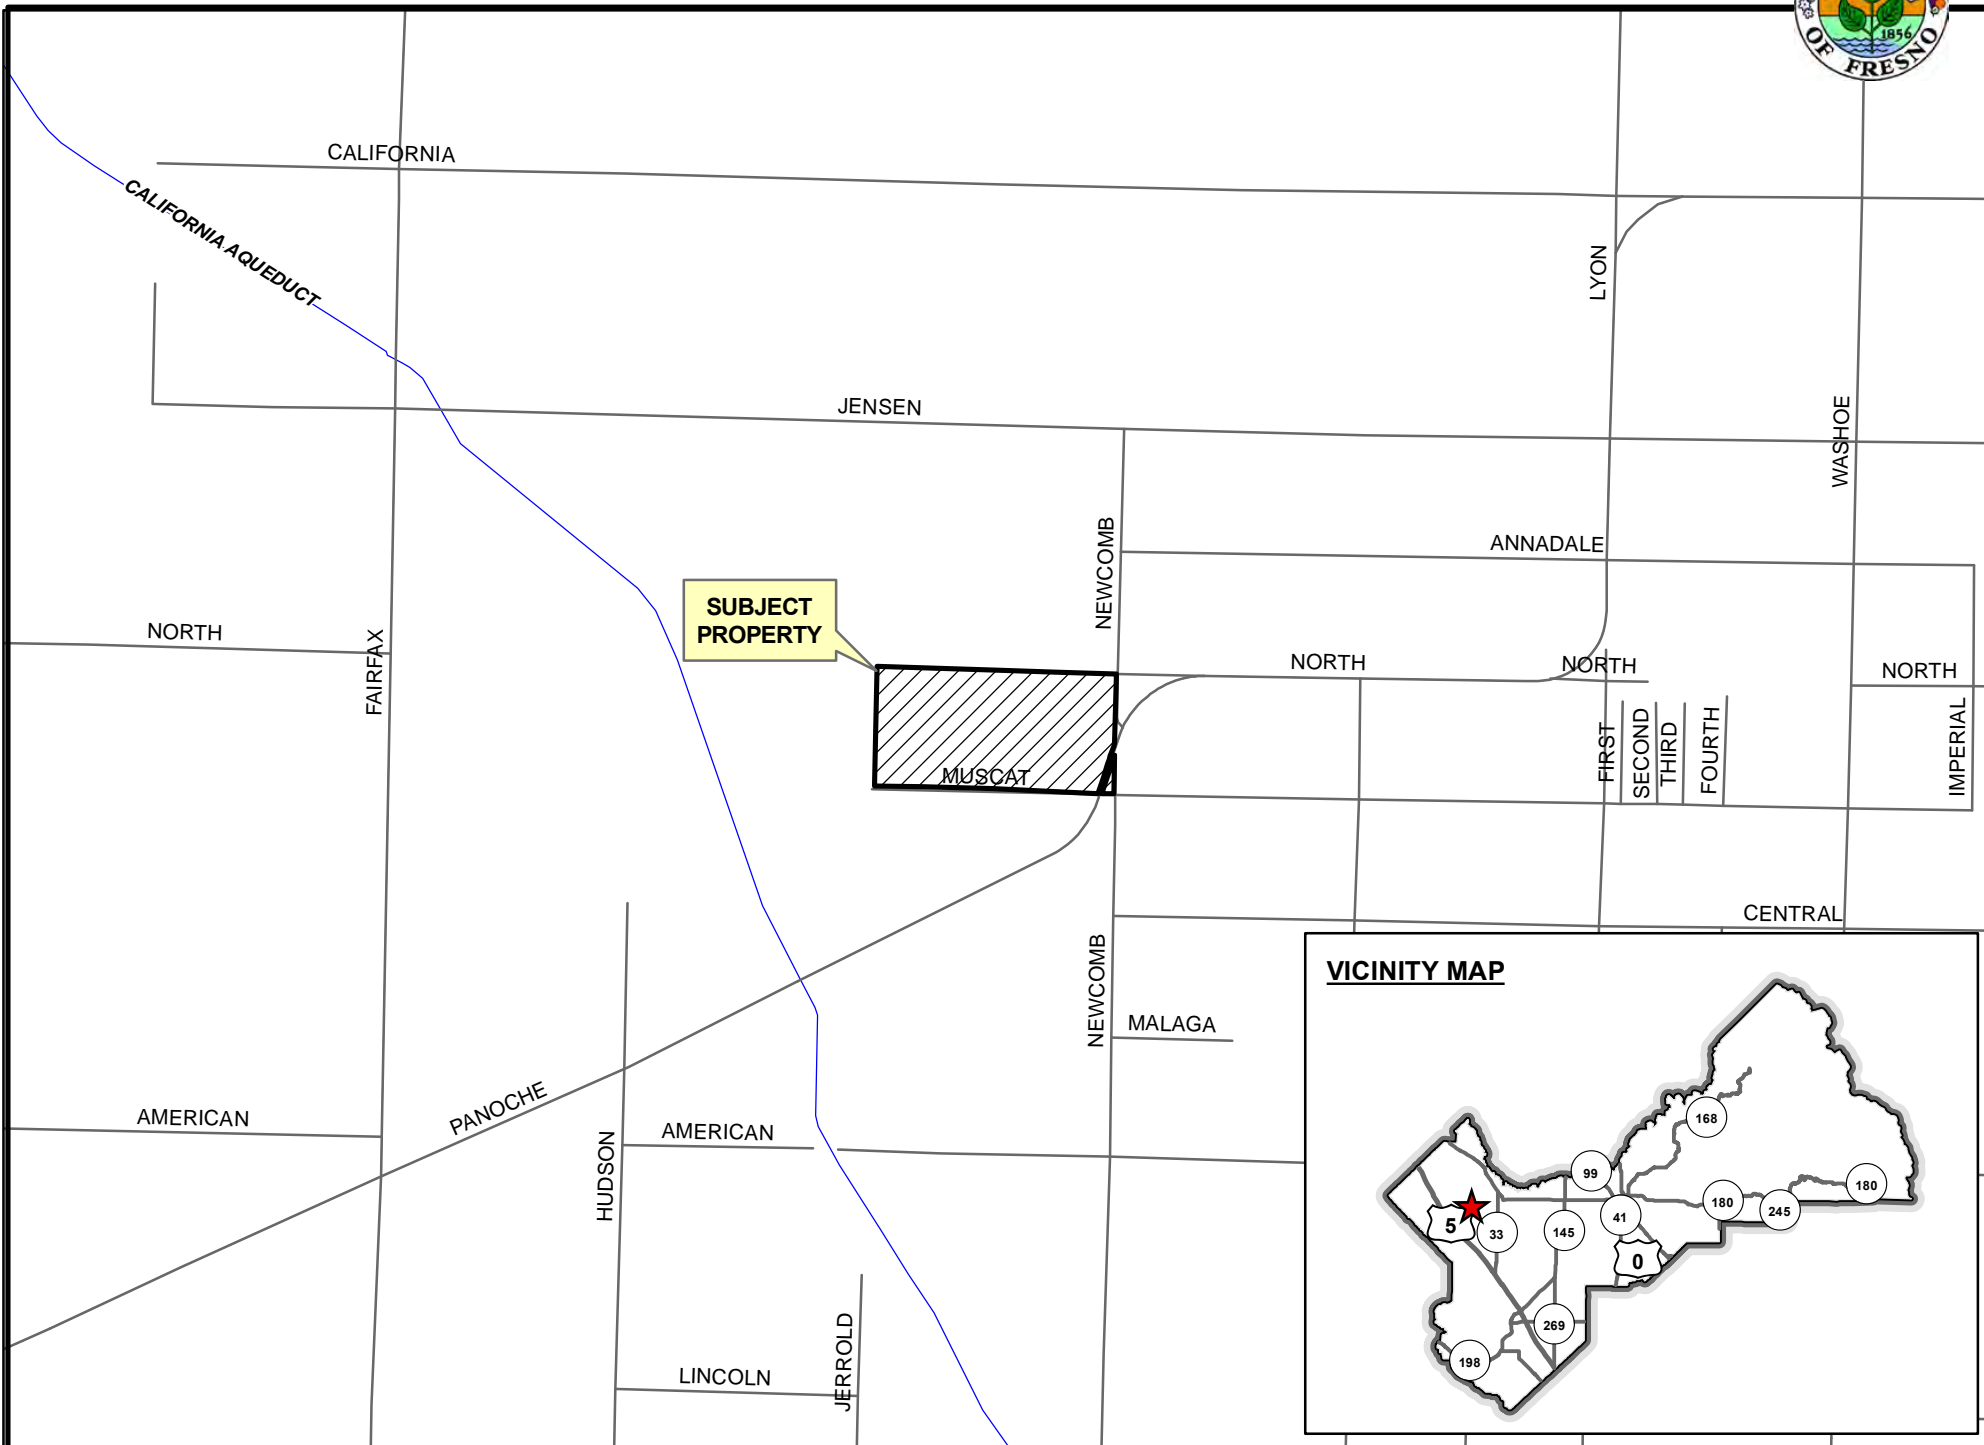 1856
OF FRESNO
CALIFORNIA
CALIFORNIA AQUEDUCT
LYON
JENSEN
WASHOE
NEWCOMB
ANNADALE
SUBJECT
PROPERTY
NORTH
FAIRFAX
NORTH
NORTH
NORTH
MUSCAT
FIRST
SECOND
THIRD
FOURTH
IMPERIAL
CENTRAL
NEWCOMB
MALAGA
PANOCHE
AMERICAN
HUDSON
AMERICAN
JERROLD
LINCOLN
VICINITY MAP
168
99
180
180
245
5
33
145
41
0
269
198